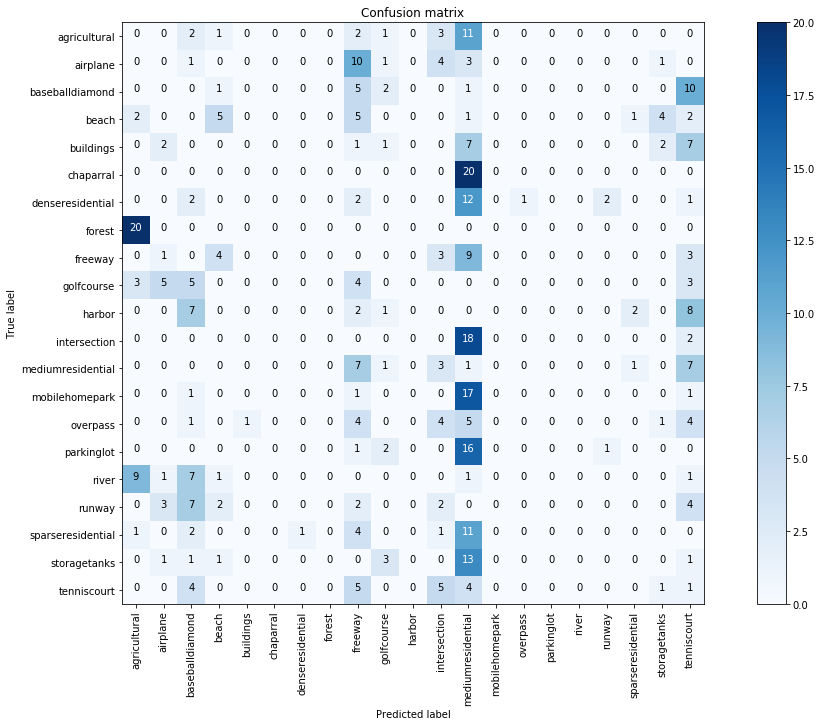 Confusion matrix
agricultural 0 0 2 1 0 0 0 0 2 1 0 3 11 0 0 0 0 0 0 0 0
airplane 0 0 1 0 0 0 0 0 10 1 0 4 3 0 0 0 0 0 0 1 0
baseballdiamond 0 0 0 1 0 0 0 0 5 2 0 0 1 0 0 0 0 0 0 0 10
beach 2 0 0 5 0 0 0 0 5 0 0 0 1 0 0 0 0 0 1 4 2
buildings 0 2 0 0 0 0 0 0 1 1 0 0 7 0 0 0 0 0 0 2 7
chaparral 0 0 0 0 0 0 0 0 0 0 0 0 20 0 0 0 0 0 0 0 0
denseresidential 0 0 2 0 0 0 0 0 2 0 0 0 12 0 1 0 0 2 0 0 1
forest 20 0 0 0 0 0 0 0 0 0 0 0 0 0 0 0 0 0 0 0 0
freeway 0 1 0 4 0 0 0 0 0 0 0 3 9 0 0 0 0 0 0 0 3
golfcourse 3 5 5 0 0 0 0 0 4 0 0 0 0 0 0 0 0 0 0 0 3
harbor 0 0 7 0 0 0 0 0 2 1 0 0 0 0 0 0 0 0 2 0 8
intersection 0 0 0 0 0 0 0 0 0 0 0 0 18 0 0 0 0 0 0 0 2
mediumresidential 0 0 0 0 0 0 0 0 7 1 0 3 1 0 0 0 0 0 1 0 7
mobilehomepark 0 0 1 0 0 0 0 0 1 0 0 0 17 0 0 0 0 0 0 0 1
overpass 0 0 1 0 1 0 0 0 4 0 0 4 5 0 0 0 0 0 0 1 4
parkinglot 0 0 0 0 0 0 0 0 1 2 0 0 16 0 0 0 0 1 0 0 0
river 9 1 7 1 0 0 0 0 0 0 0 0 1 0 0 0 0 0 0 0 1
runway 0 3 7 2 0 0 0 0 2 0 0 2 0 0 0 0 0 0 0 0 4
sparseresidential 1 0 2 0 0 0 1 0 4 0 0 1 11 0 0 0 0 0 0 0 0
storagetanks 0 1 1 1 0 0 0 0 0 3 0 0 13 0 0 0 0 0 0 0 1
tenniscourt 0 0 4 0 0 0 0 0 5 0 0 5 4 0 0 0 0 0 0 1 1
True label
agricultural
airplane
baseballdiamond
beach
buildings
chaparral
denseresidential
forest
freeway
golfcourse
harbor
intersection
mediumresidential
mobilehomepark
overpass
parkinglot
river
runway
sparseresidential
storagetanks
tenniscourt
Predicted label
20.0
17.5
15.0
12.5
10.0
7.5
5.0
2.5
0.0